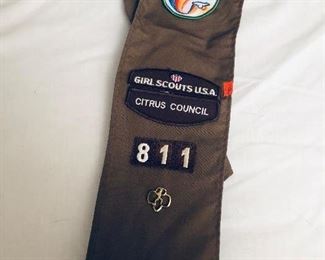 GIRL SCOUTS U.S.A.
CITRUS COUNCIL
811